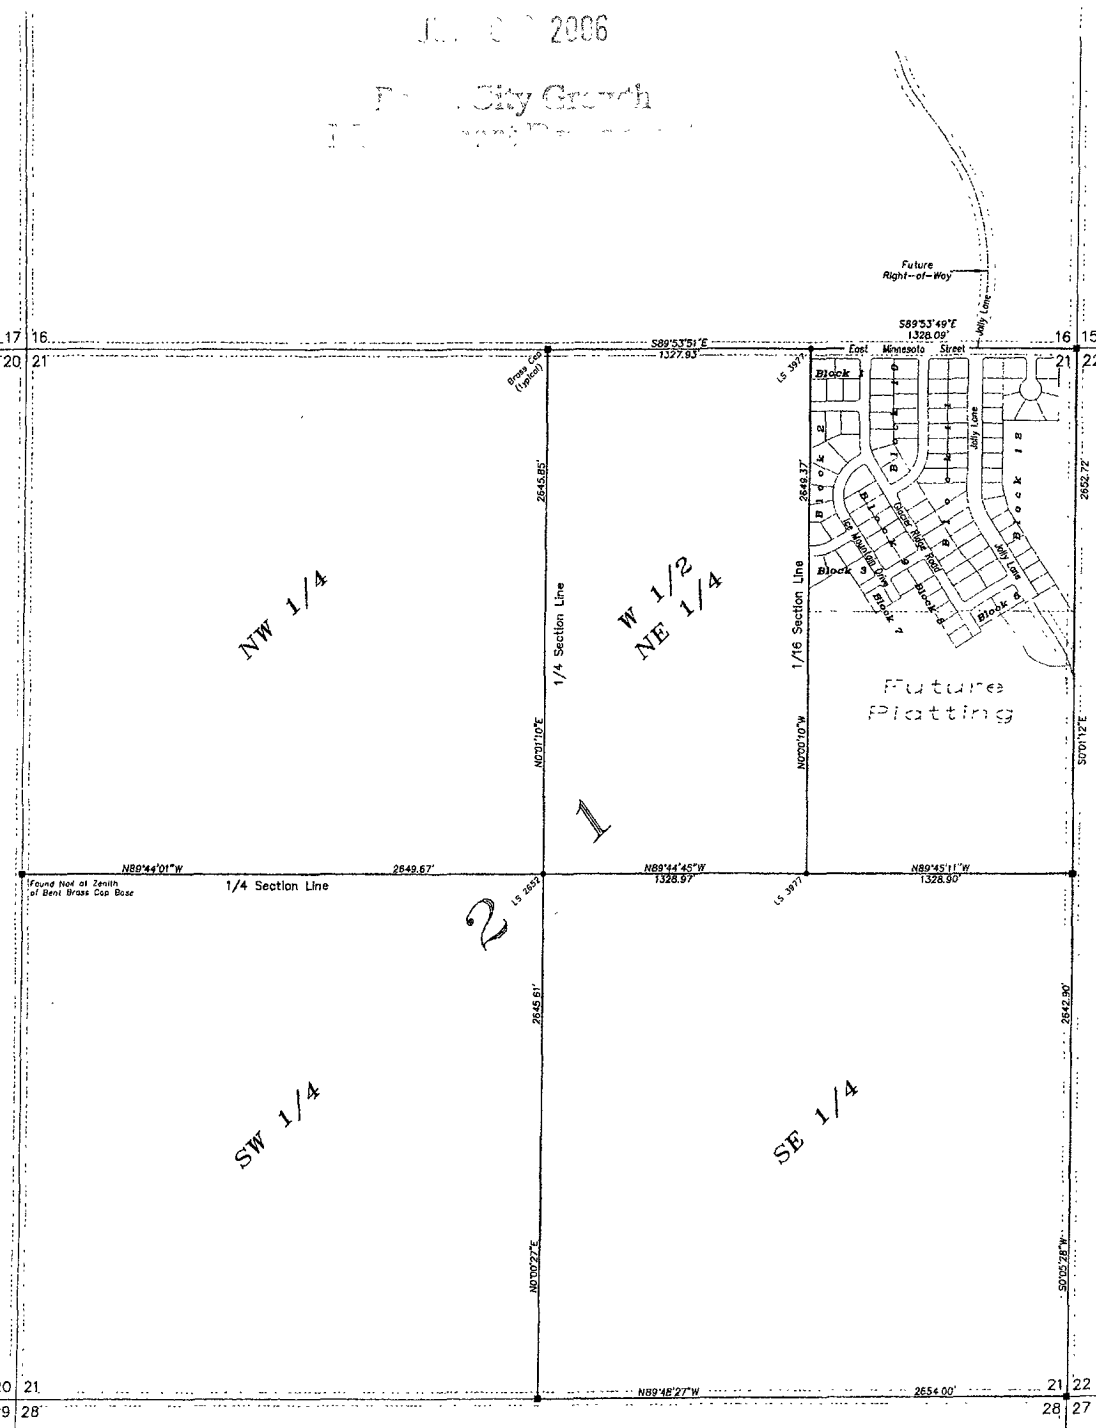 2006
City Growth
Future
Right-of-Way
Jolly Lane
S89°53'49"E
1328.09'
17 16
20 21
S89°53'51"E
1327.93'
16 15
21 22
Brass Cap
(typical)
LS 3977
East Minnesota Street
Block 1
Block 2
Block 10
Block 11
Jolly Lane
Block 12
2645.85'
2649.37'
2652.72'
Block 9
Glacier Ridge Road
Ice Mountain Drive
Jolly Lane
Block 3
Block 7
Block 8
Block 6
NW 1/4
W 1/2
NE 1/4
1/4 Section Line
1/16 Section Line
Future
Platting
N0°01'10"E
N0°00'10"W
S0°01'12"E
1
N89°44'01"W
2649.67'
N89°44'45"W
1328.97'
N89°45'11"W
1328.90'
Found Nail at Zenith
of Bent Brass Cap Base
1/4 Section Line
LS 2652
LS 3977
2
2645.61'
2642.90'
SW 1/4
SE 1/4
N0°00'27"E
S0°05'28"W
N89°48'27"W
2654.00'
20 21
29 28
21 22
28 27